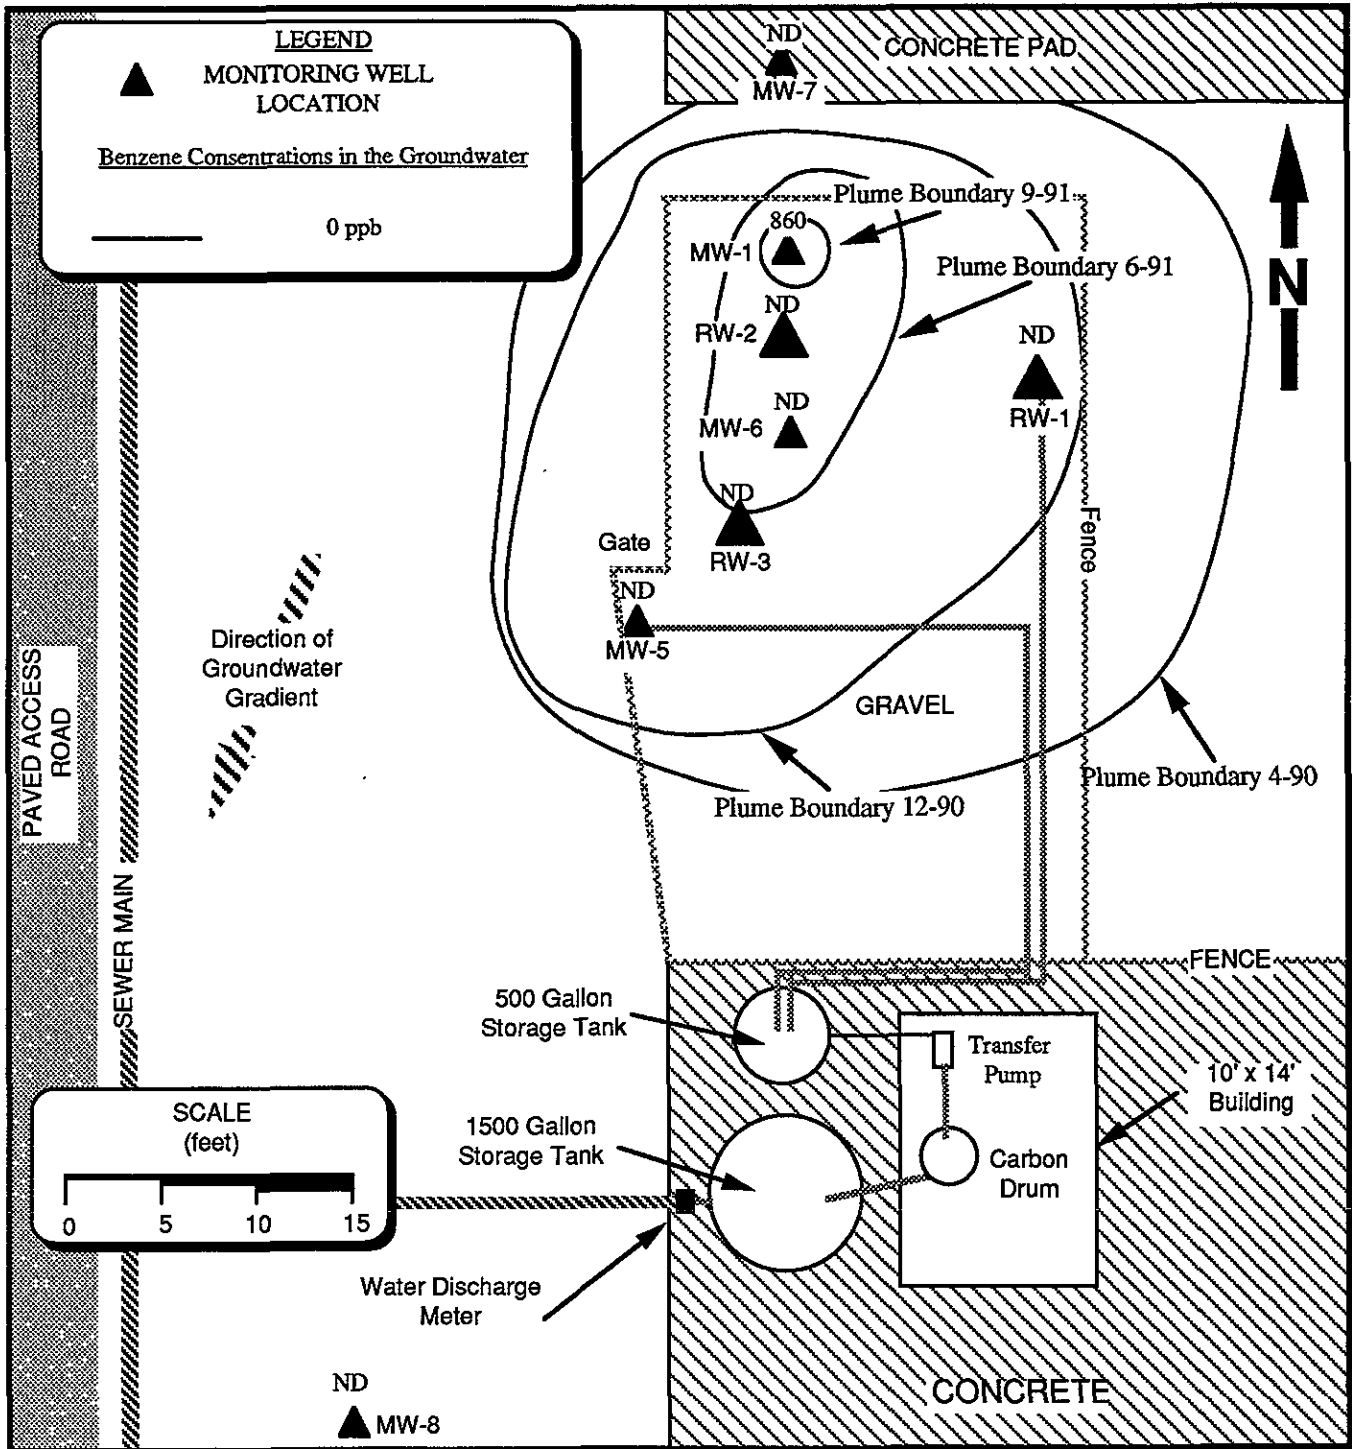 LEGEND
MONITORING WELL
LOCATION
Benzene Consentrations in the Groundwater
0 ppb
ND
CONCRETE PAD
MW-7
Plume Boundary 9-91
860
MW-1
Plume Boundary 6-91
N
ND
RW-2
ND
RW-1
ND
MW-6
ND
RW-3
Gate
Fence
ND
MW-5
Direction of
Groundwater
Gradient
PAVED ACCESS
ROAD
GRAVEL
Plume Boundary 4-90
Plume Boundary 12-90
SEWER MAIN
FENCE
500 Gallon
Storage Tank
Transfer
Pump
10' x 14'
Building
SCALE
(feet)
0 5 10 15
1500 Gallon
Storage Tank
Carbon
Drum
Water Discharge
Meter
ND
MW-8
CONCRETE